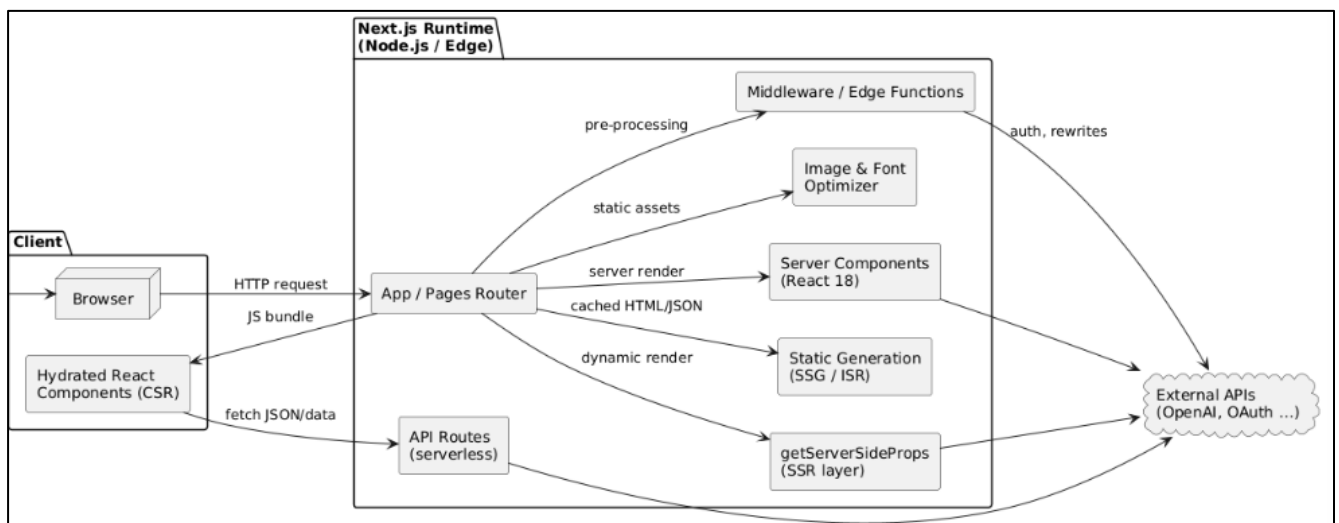 Next.js Runtime
(Node.js / Edge)
Middleware / Edge Functions
pre-processing
auth, rewrites
Image & Font
Optimizer
static assets
Client
Browser
HTTP request
App / Pages Router
server render
Server Components
(React 18)
JS bundle
cached HTML/JSON
Hydrated React
Components (CSR)
dynamic render
Static Generation
(SSG / ISR)
External APIs
(OpenAI, OAuth ...)
fetch JSON/data
API Routes
(serverless)
getServerSideProps
(SSR layer)